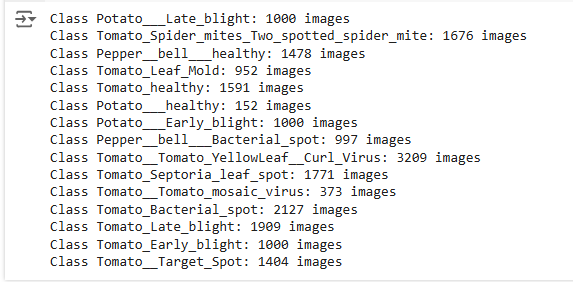 Class Potato___Late_blight: 1000 images
Class Tomato_Spider_mites_Two_spotted_spider_mite: 1676 images
Class Pepper__bell___healthy: 1478 images
Class Tomato_Leaf_Mold: 952 images
Class Tomato_healthy: 1591 images
Class Potato___healthy: 152 images
Class Potato___Early_blight: 1000 images
Class Pepper__bell___Bacterial_spot: 997 images
Class Tomato__Tomato_YellowLeaf__Curl_Virus: 3209 images
Class Tomato_Septoria_leaf_spot: 1771 images
Class Tomato__Tomato_mosaic_virus: 373 images
Class Tomato_Bacterial_spot: 2127 images
Class Tomato_Late_blight: 1909 images
Class Tomato_Early_blight: 1000 images
Class Tomato__Target_Spot: 1404 images